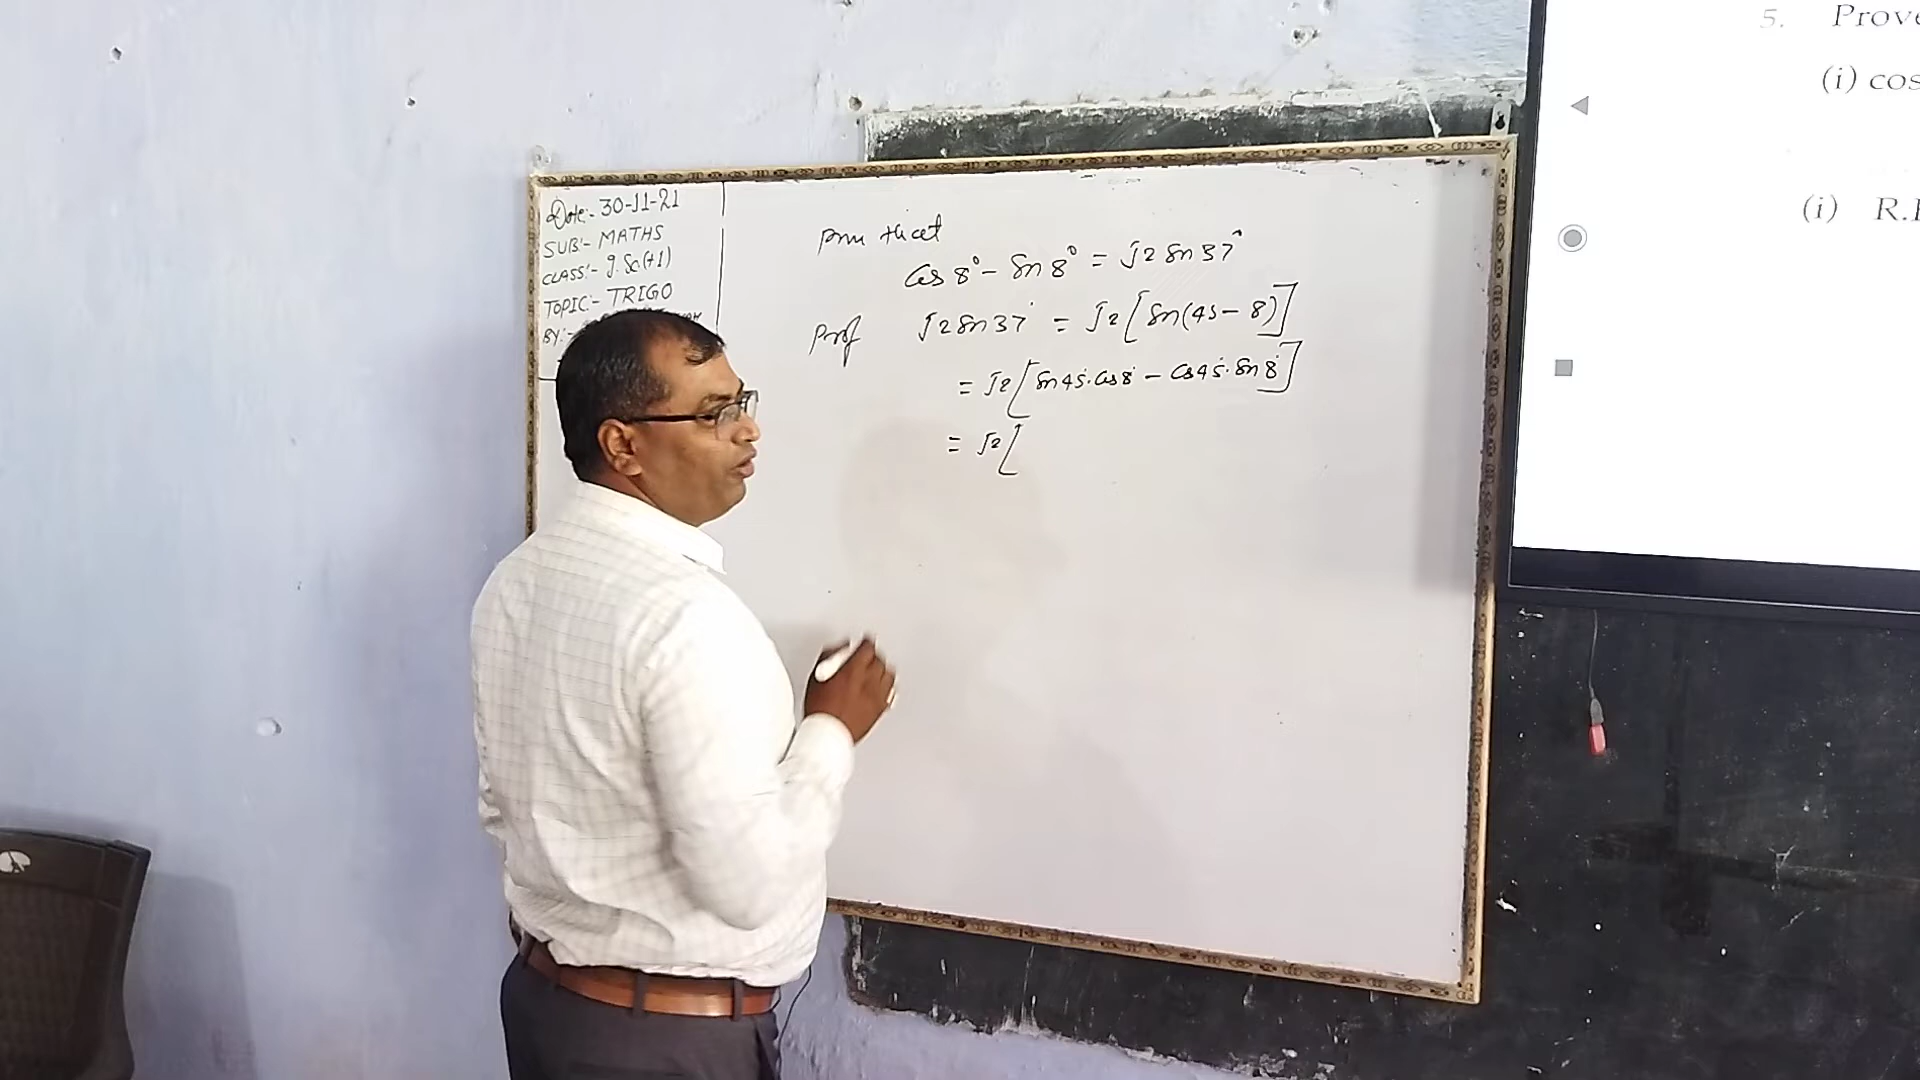 Date:- 30-11-21
SUB:- MATHS
CLASS:- I.Sc.(+1)
TOPIC:- TRIGO
BY:-
Prove that
Cos 8° - Sin 8° = √2 Sin 37°
Proof √2 Sin 37° = √2 [Sin(45 - 8)]
= √2 [Sin 45°. Cos 8° - Cos 45°. Sin 8°]
= √2 [
5. Prove
(i) cos
(i) R.